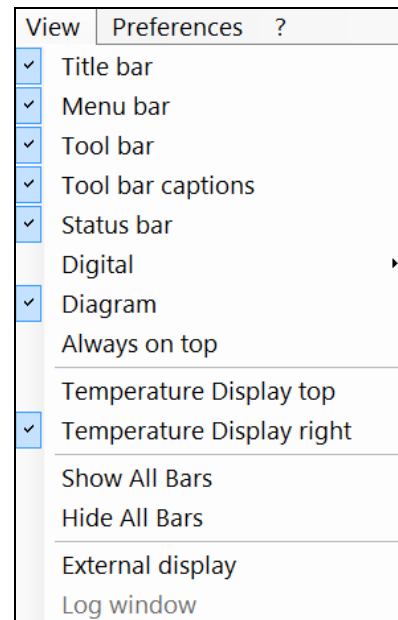 View Preferences ?
Title bar
Menu bar
Tool bar
Tool bar captions
Status bar
Digital
Diagram
Always on top
Temperature Display top
Temperature Display right
Show All Bars
Hide All Bars
External display
Log window